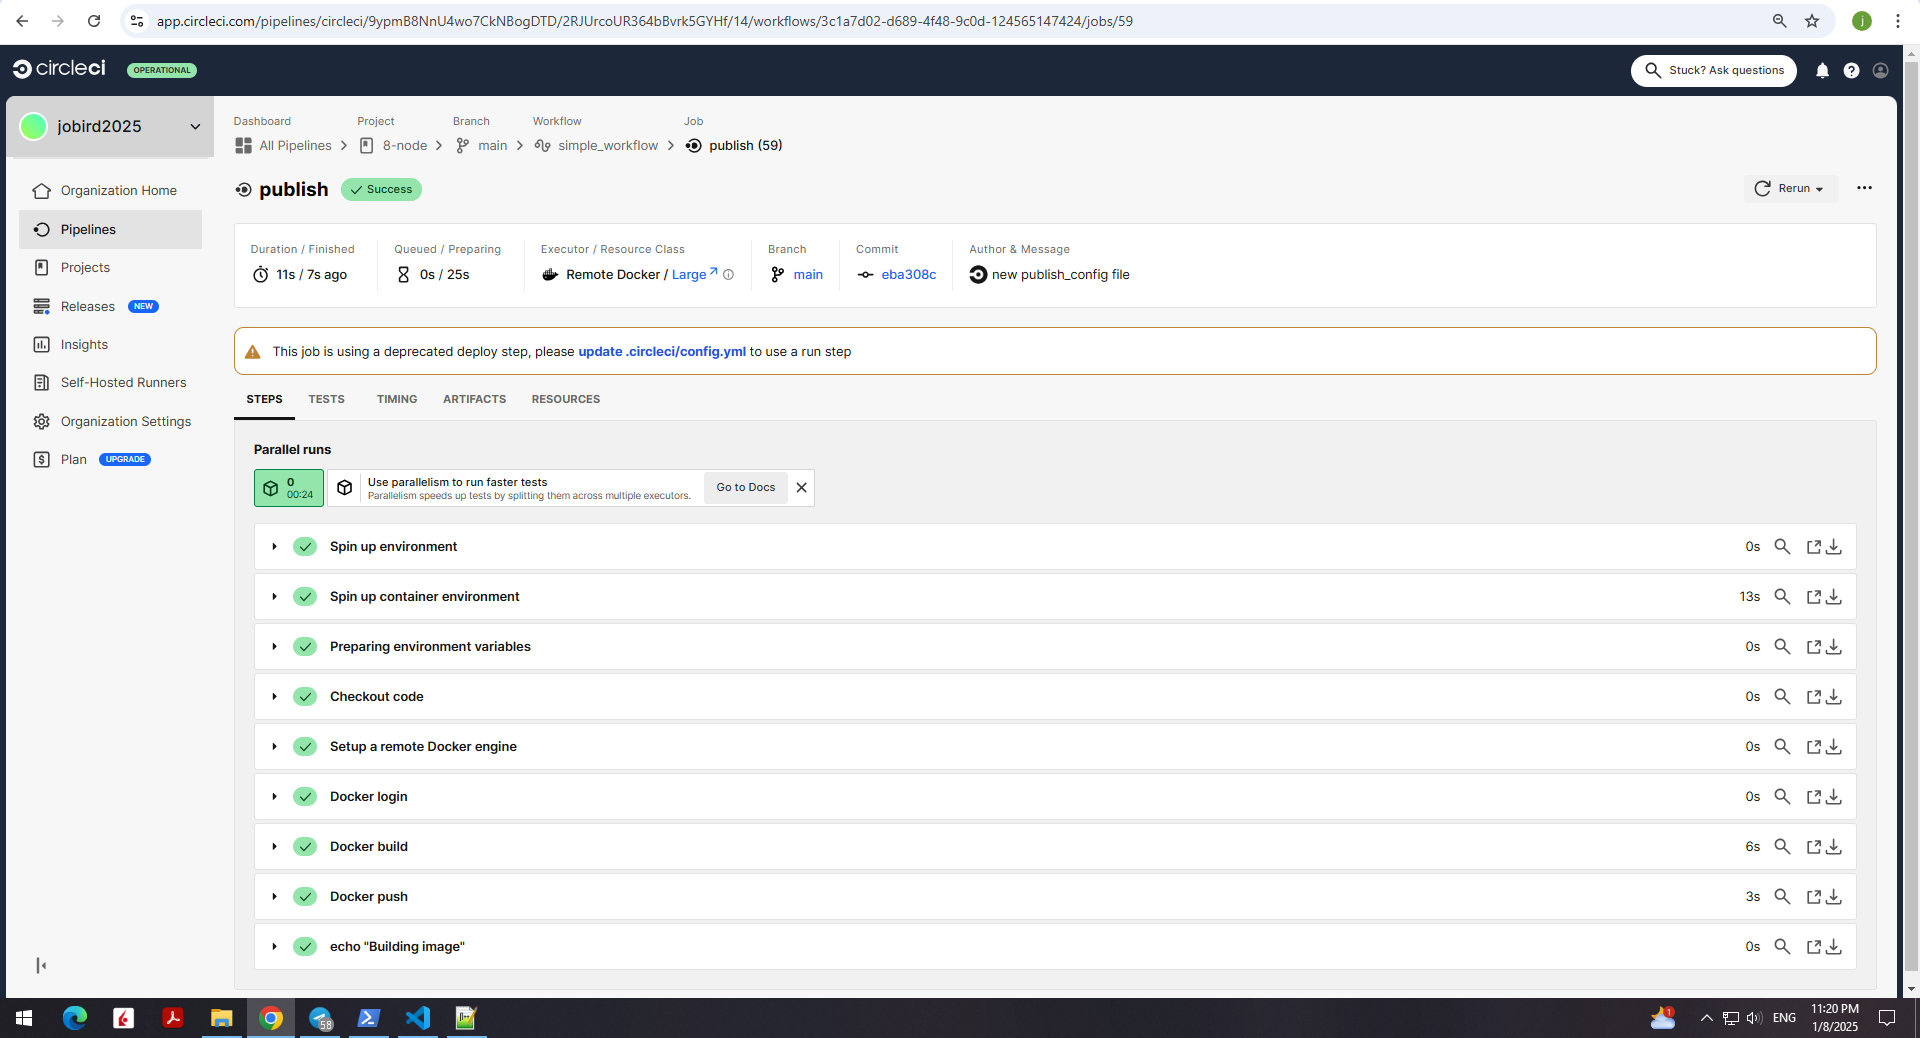 app.circleci.com/pipelines/circleci/9ypmB8NnU4wo7CkNBogDTD/2RJUrcoUR364bBvrk5GYHf/14/workflows/3c1a7d02-d689-4f48-9c0d-124565147424/jobs/59
j
circleci
OPERATIONAL
Stuck? Ask questions
jobird2025
Organization Home
Pipelines
Projects
Releases NEW
Insights
Self-Hosted Runners
Organization Settings
Plan UPGRADE
Dashboard Project Branch Workflow Job
All Pipelines 8-node main simple_workflow publish (59)
publish Success
Rerun
Duration / Finished
11s / 7s ago
Queued / Preparing
0s / 25s
Executor / Resource Class
Remote Docker / Large
Branch
main
Commit
eba308c
Author & Message
new publish_config file
This job is using a deprecated deploy step, please update .circleci/config.yml to use a run step
STEPS TESTS TIMING ARTIFACTS RESOURCES
Parallel runs
0
00:24
Use parallelism to run faster tests
Parallelism speeds up tests by splitting them across multiple executors.
Go to Docs
Spin up environment 0s
Spin up container environment 13s
Preparing environment variables 0s
Checkout code 0s
Setup a remote Docker engine 0s
Docker login 0s
Docker build 6s
Docker push 3s
echo "Building image" 0s
58
1
ENG
11:20 PM
1/8/2025